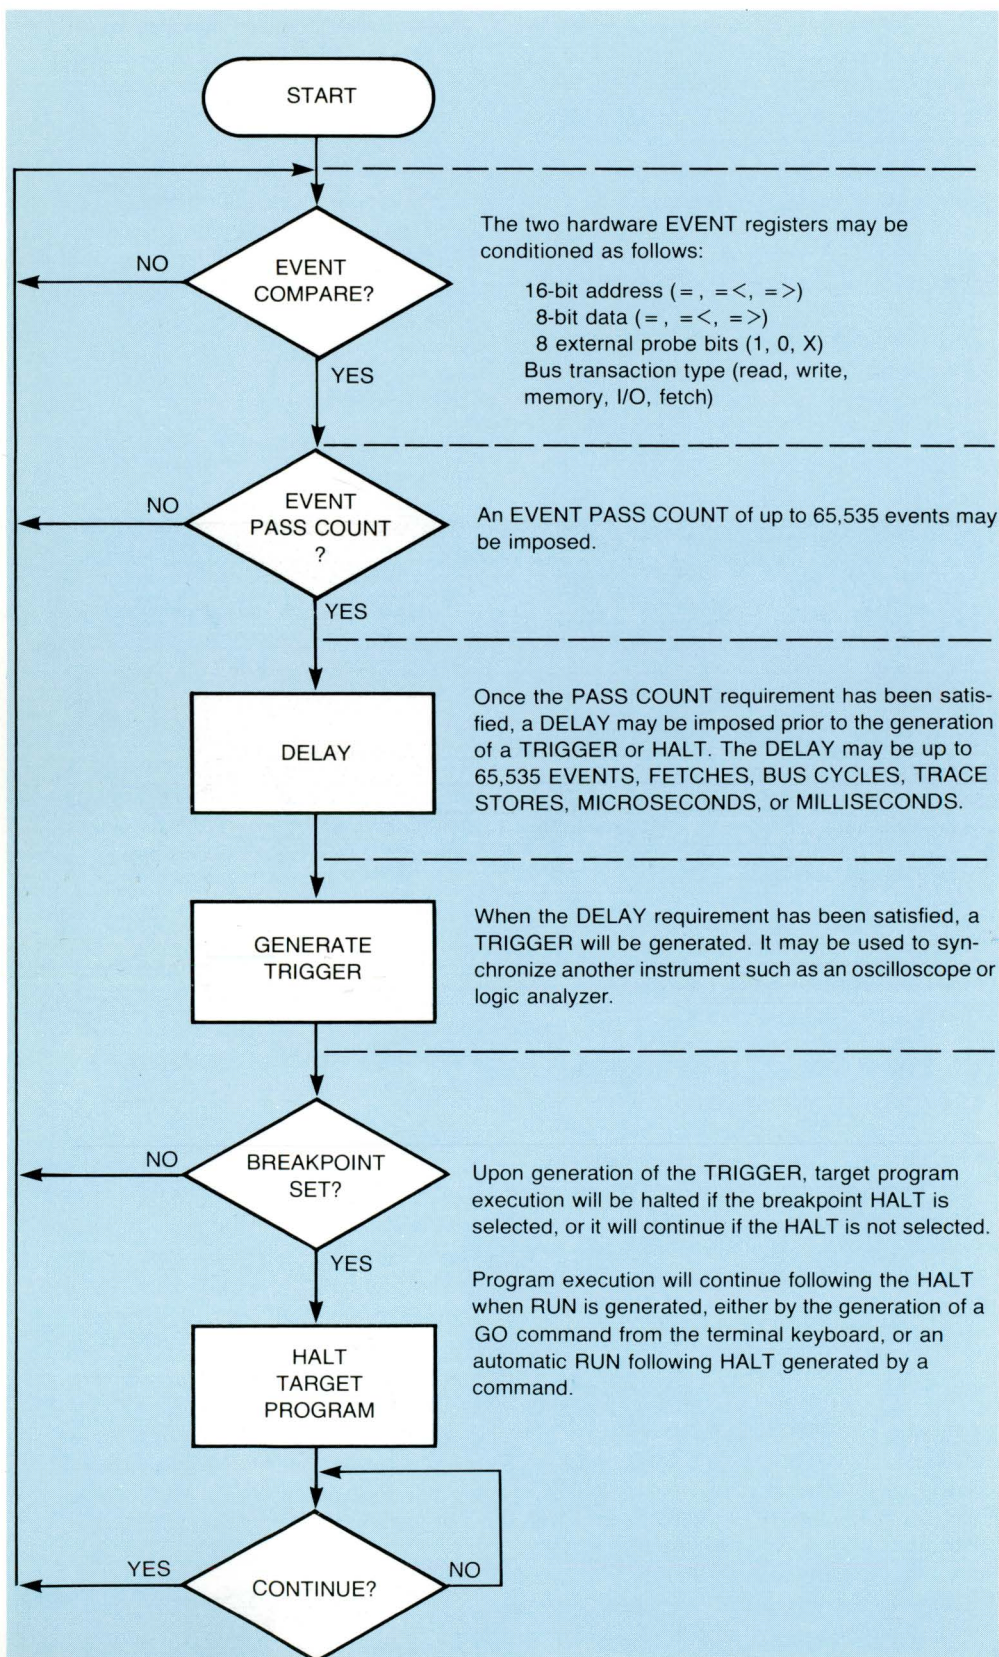 START
NO
EVENT
COMPARE?
YES
The two hardware EVENT registers may be
conditioned as follows:
16-bit address (=, =<, =>)
8-bit data (=, =<, =>)
8 external probe bits (1, 0, X)
Bus transaction type (read, write,
memory, I/O, fetch)
NO
EVENT
PASS COUNT
?
YES
An EVENT PASS COUNT of up to 65,535 events may
be imposed.
DELAY
Once the PASS COUNT requirement has been satis-
fied, a DELAY may be imposed prior to the generation
of a TRIGGER or HALT. The DELAY may be up to
65,535 EVENTS, FETCHES, BUS CYCLES, TRACE
STORES, MICROSECONDS, or MILLISECONDS.
GENERATE
TRIGGER
When the DELAY requirement has been satisfied, a
TRIGGER will be generated. It may be used to syn-
chronize another instrument such as an oscilloscope or
logic analyzer.
NO
BREAKPOINT
SET?
YES
Upon generation of the TRIGGER, target program
execution will be halted if the breakpoint HALT is
selected, or it will continue if the HALT is not selected.
Program execution will continue following the HALT
when RUN is generated, either by the generation of a
GO command from the terminal keyboard, or an
automatic RUN following HALT generated by a
command.
HALT
TARGET
PROGRAM
YES
CONTINUE?
NO